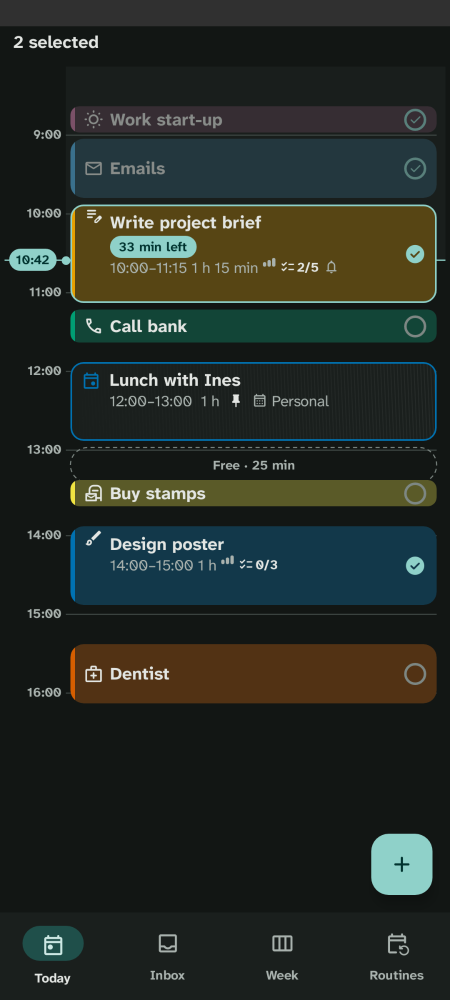 2 selected
Work start-up
9:00
Emails
10:00
Write project brief
33 min left
10:42
10:00–11:15 1 h 15 min 2/5
11:00
Call bank
12:00
Lunch with Ines
12:00–13:00 1 h Personal
13:00
Free · 25 min
Buy stamps
14:00
Design poster
14:00–15:00 1 h 0/3
15:00
Dentist
16:00
Today
Inbox
Week
Routines